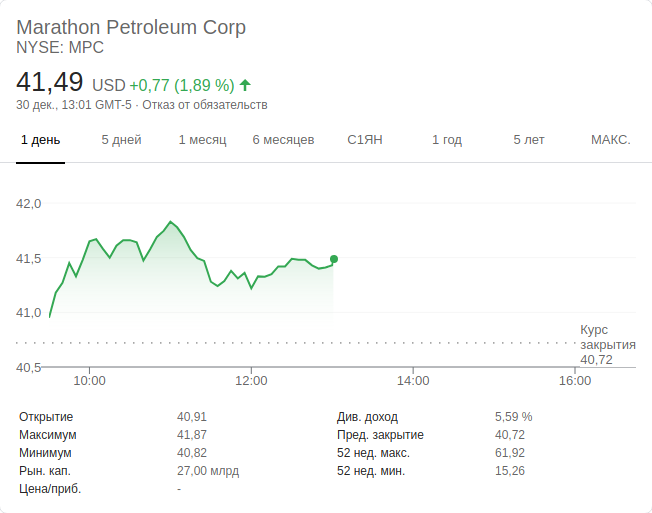 Marathon Petroleum Corp
NYSE: MPC
41,49 USD +0,77 (1,89 %)
30 дек., 13:01 GMT-5 · Отказ от обязательств
1 день 5 дней 1 месяц 6 месяцев С1ЯН 1 год 5 лет МАКС.
42,0
41,5
41,0
Курс
закрытия
40,72
40,5
10:00 12:00 14:00 16:00
Открытие 40,91 Див. доход 5,59 %
Максимум 41,87 Пред. закрытие 40,72
Минимум 40,82 52 нед. макс. 61,92
Рын. кап. 27,00 млрд 52 нед. мин. 15,26
Цена/приб. -